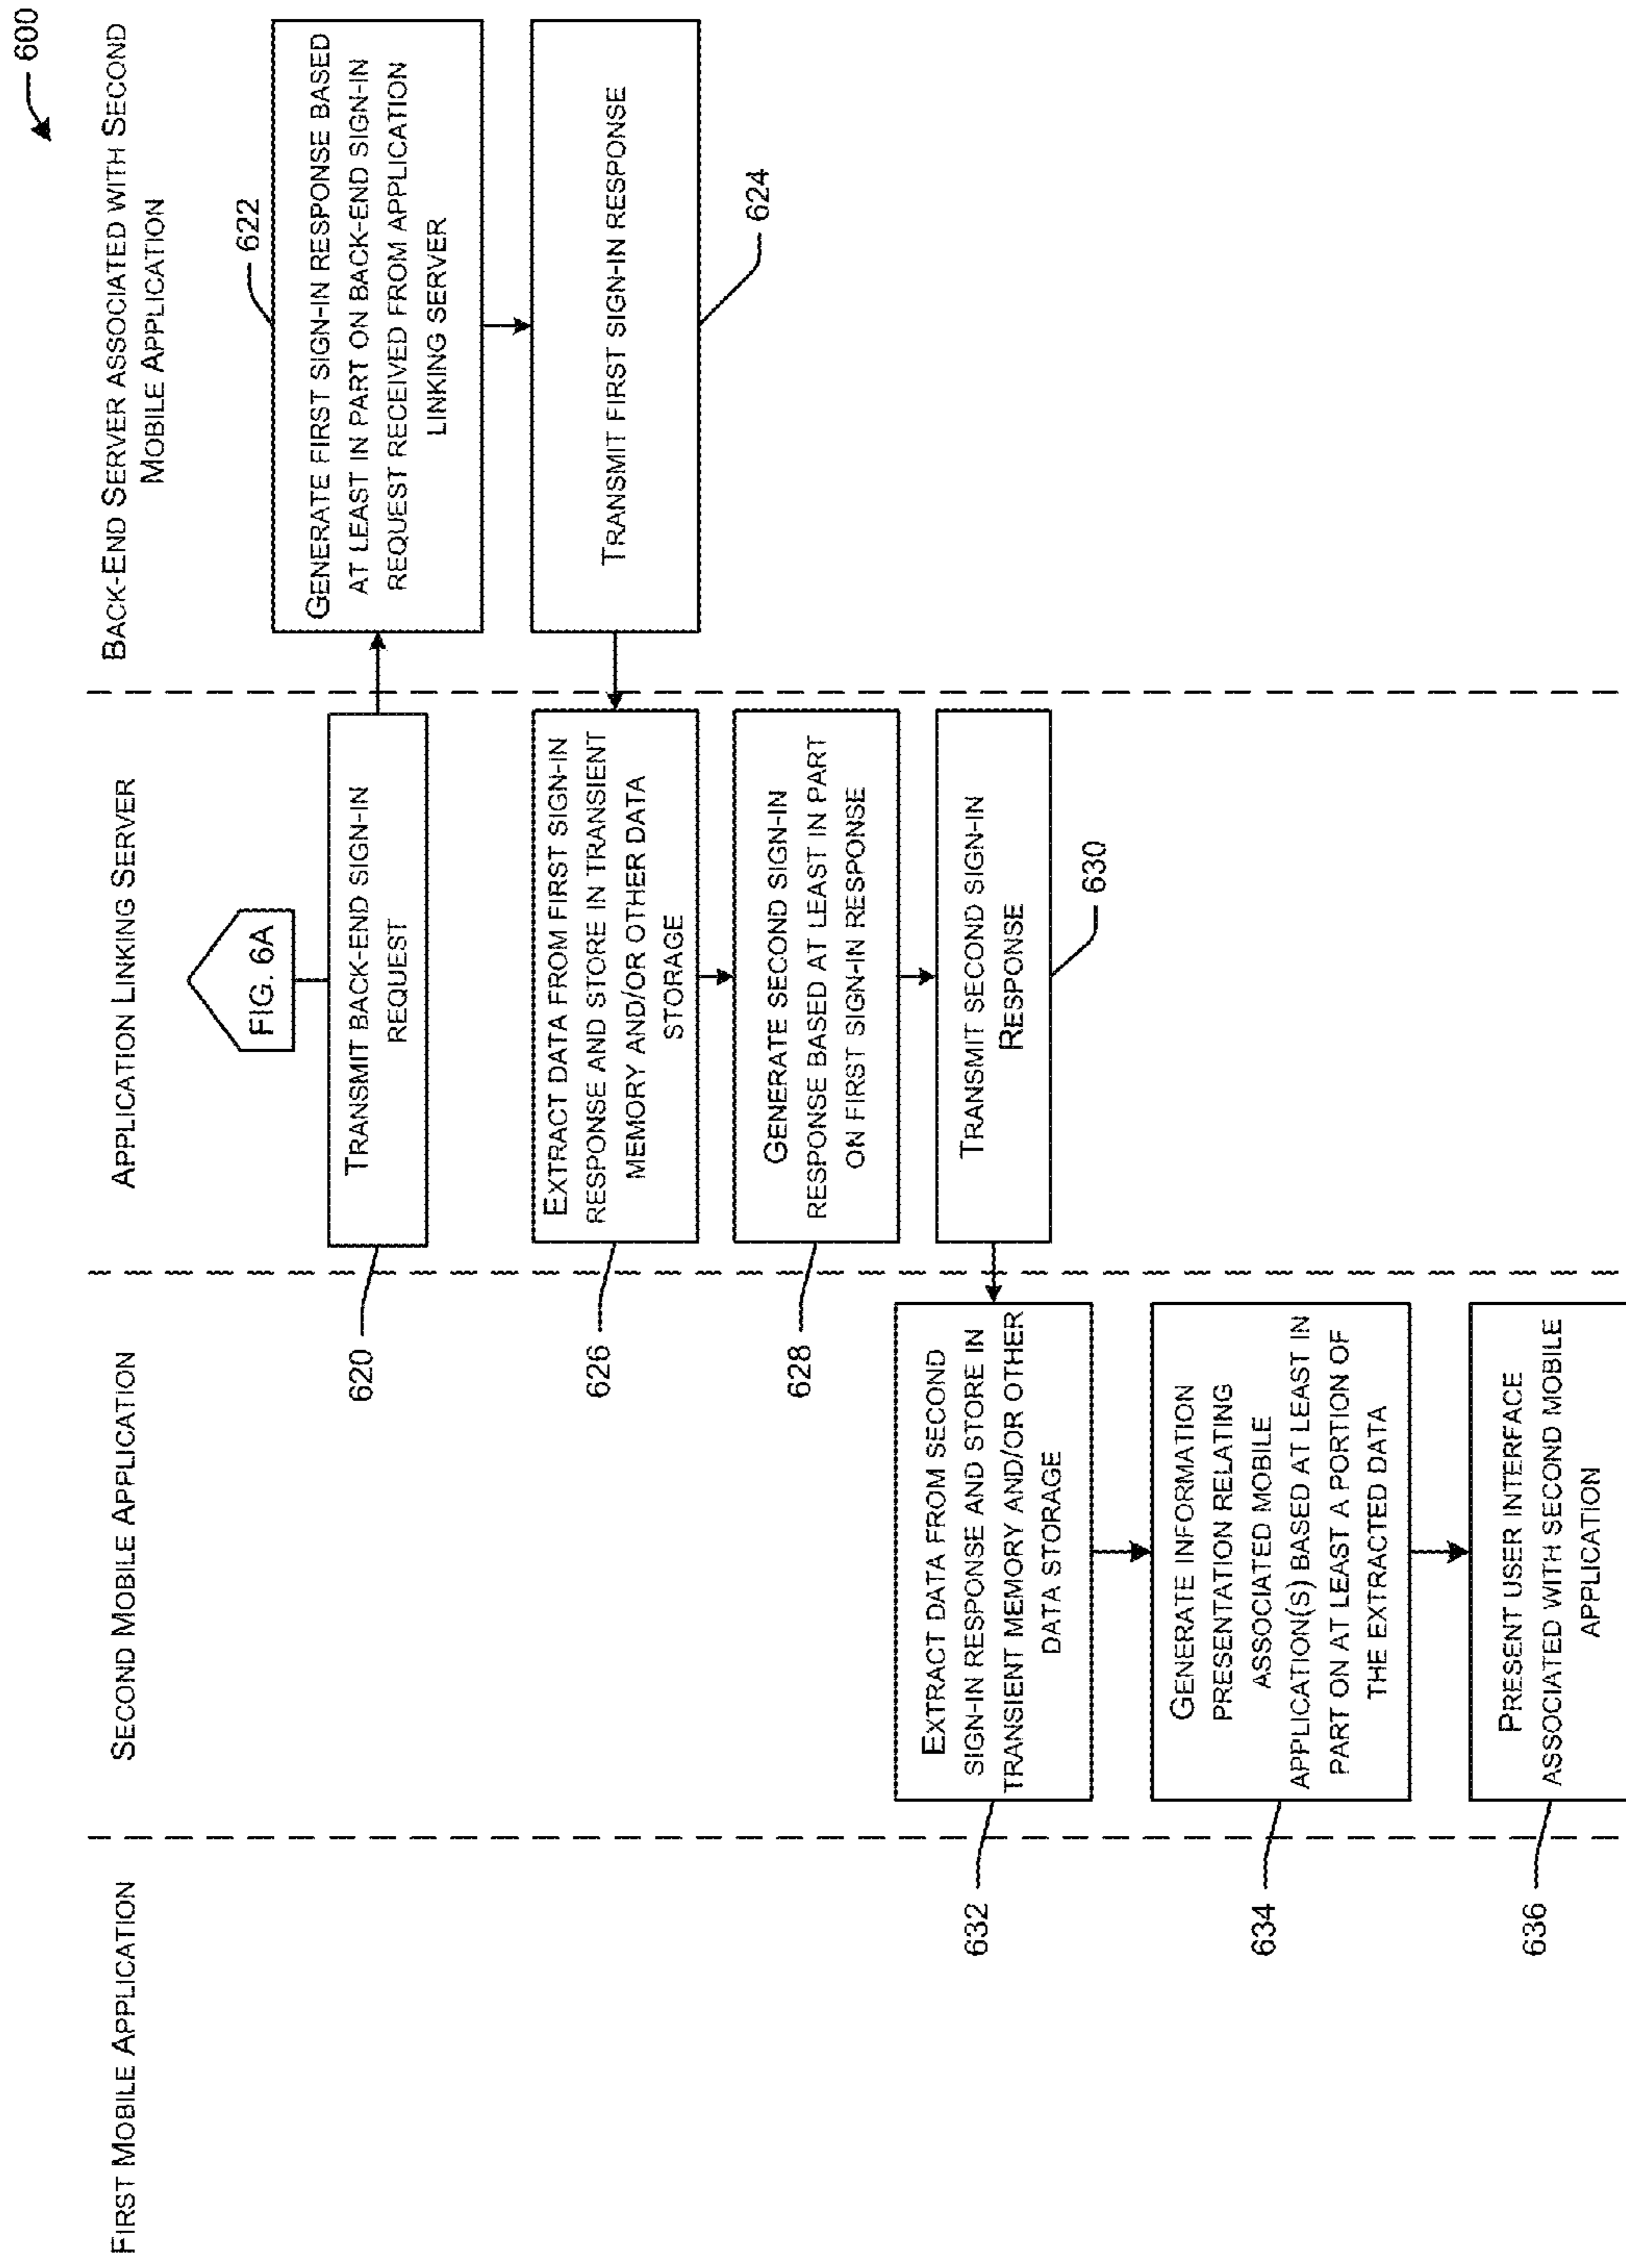 600
FIRST MOBILE APPLICATION
SECOND MOBILE APPLICATION
APPLICATION LINKING SERVER
BACK-END SERVER ASSOCIATED WITH SECOND
MOBILE APPLICATION
FIG. 6A
620
TRANSMIT BACK-END SIGN-IN
REQUEST
622
GENERATE FIRST SIGN-IN RESPONSE BASED
AT LEAST IN PART ON BACK-END SIGN-IN
REQUEST RECEIVED FROM APPLICATION
LINKING SERVER
TRANSMIT FIRST SIGN-IN RESPONSE
624
626
EXTRACT DATA FROM FIRST SIGN-IN
RESPONSE AND STORE IN TRANSIENT
MEMORY AND/OR OTHER DATA
STORAGE
628
GENERATE SECOND SIGN-IN
RESPONSE BASED AT LEAST IN PART
ON FIRST SIGN-IN RESPONSE
TRANSMIT SECOND SIGN-IN
RESPONSE
630
632
EXTRACT DATA FROM SECOND
SIGN-IN RESPONSE AND STORE IN
TRANSIENT MEMORY AND/OR OTHER
DATA STORAGE
634
GENERATE INFORMATION
PRESENTATION RELATING
ASSOCIATED MOBILE
APPLICATION(S) BASED AT LEAST IN
PART ON AT LEAST A PORTION OF
THE EXTRACTED DATA
636
PRESENT USER INTERFACE
ASSOCIATED WITH SECOND MOBILE
APPLICATION